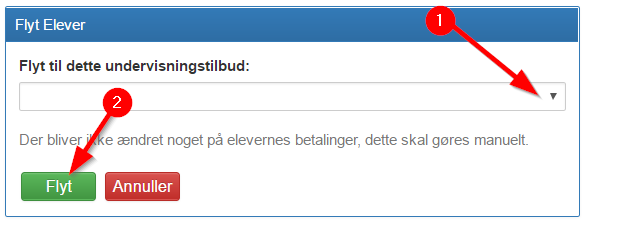 Flyt Elever
1
Flyt til dette undervisningstilbud:
2
Der bliver ikke ændret noget på elevernes betalinger, dette skal gøres manuelt.
Flyt Annuller